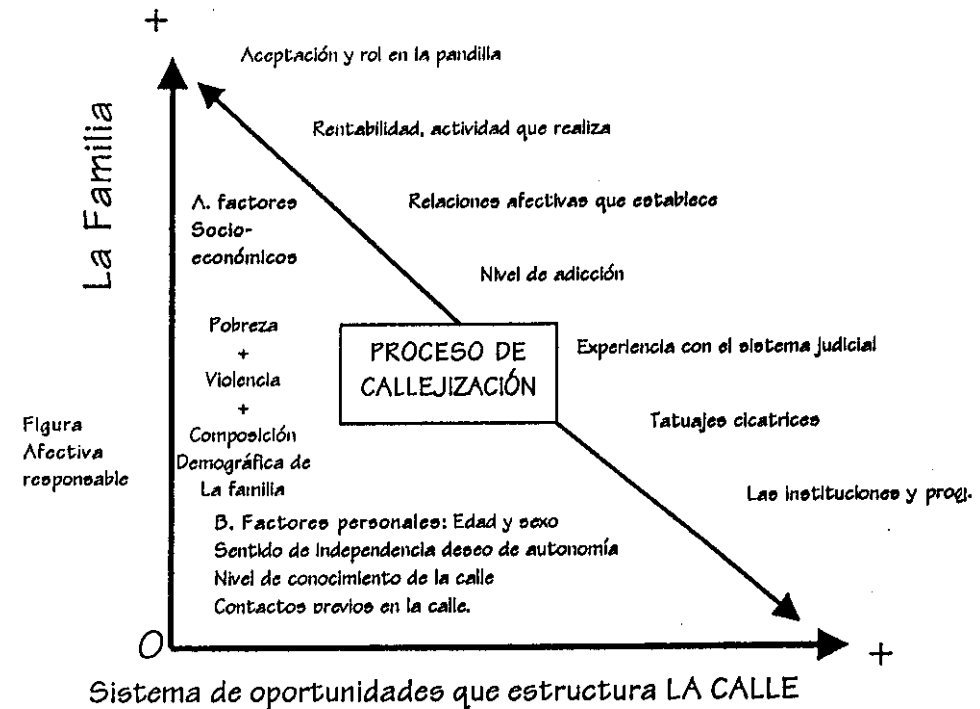 +
Aceptación y rol en la pandilla
La Familia
Rentabilidad, actividad que realiza
A. factores
Socio-
económicos
Relaciones afectivas que establece
Nivel de adicción
Pobreza
+
Violencia
+
Composición
Demográfica de
La familia
PROCESO DE
CALLEJIZACIÓN
Experiencia con el sistema judicial
Figura
Afectiva
responsable
Tatuajes cicatrices
Las instituciones y prog.
B. Factores personales: Edad y sexo
Sentido de independencia deseo de autonomía
Nivel de conocimiento de la calle
Contactos previos en la calle.
O
+
Sistema de oportunidades que estructura LA CALLE